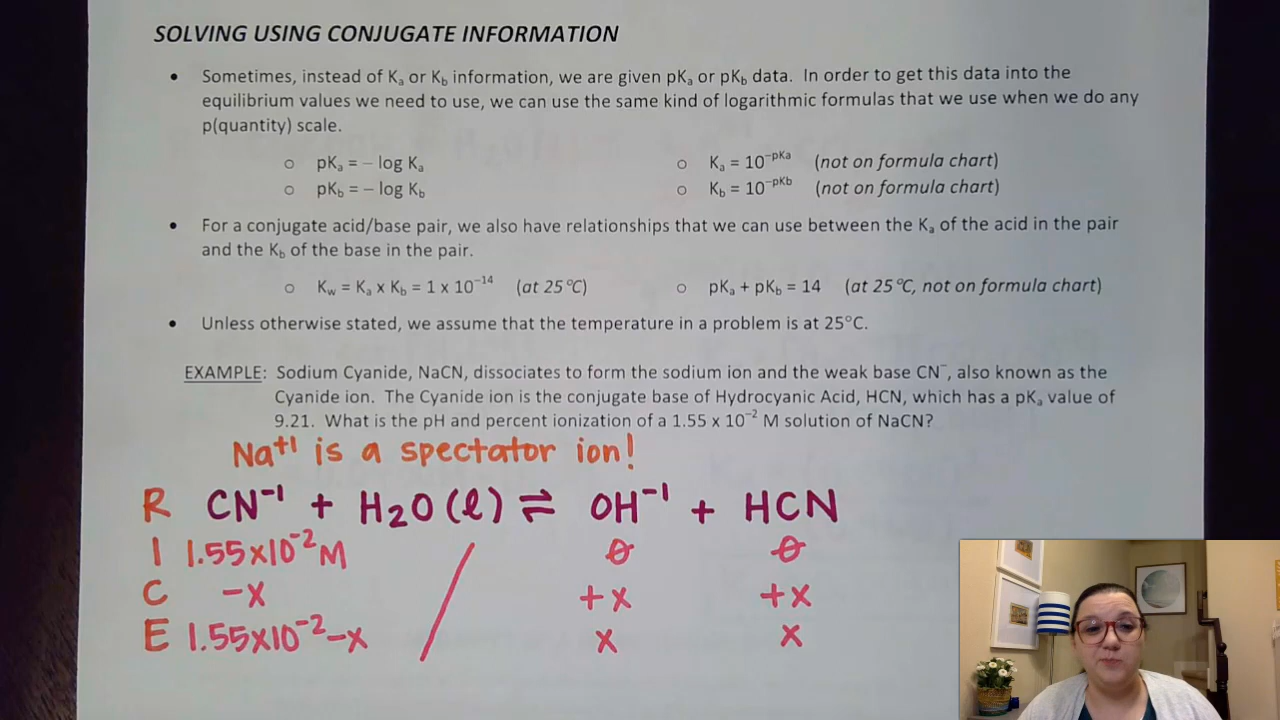 SOLVING USING CONJUGATE INFORMATION
• Sometimes, instead of Kₐ or K_b information, we are given pKₐ or pK_b data. In order to get this data into the
equilibrium values we need to use, we can use the same kind of logarithmic formulas that we use when we do any
p(quantity) scale.
○ pKₐ = – log Kₐ ○ Kₐ = 10^–pKa (not on formula chart)
○ pK_b = – log K_b ○ K_b = 10^–pKb (not on formula chart)
• For a conjugate acid/base pair, we also have relationships that we can use between the Kₐ of the acid in the pair
and the K_b of the base in the pair.
○ K_w = Kₐ x K_b = 1 x 10⁻¹⁴ (at 25°C) ○ pKₐ + pK_b = 14 (at 25°C, not on formula chart)
• Unless otherwise stated, we assume that the temperature in a problem is at 25°C.
EXAMPLE: Sodium Cyanide, NaCN, dissociates to form the sodium ion and the weak base CN⁻, also known as the
Cyanide ion. The Cyanide ion is the conjugate base of Hydrocyanic Acid, HCN, which has a pKₐ value of
9.21. What is the pH and percent ionization of a 1.55 x 10⁻² M solution of NaCN?
Na⁺¹ is a spectator ion!
R CN⁻¹ + H₂O (l) ⇌ OH⁻¹ + HCN
I 1.55x10⁻² M 0 0
C -x +x +x
E 1.55x10⁻²-x x x